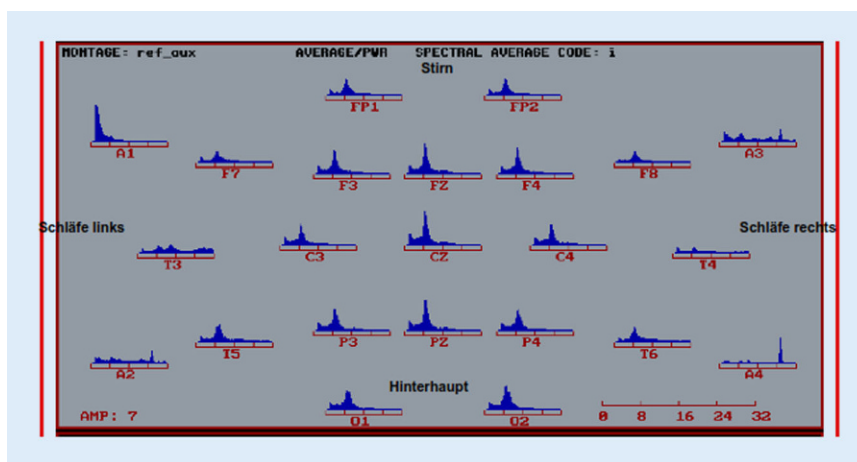 MONTAGE: ref_aux AVERAGE/PWR SPECTRAL AVERAGE CODE: i
Stirn
FP1 FP2
A1 A3
F7 F3 FZ F4 F8
Schläfe links Schläfe rechts
T3 C3 CZ C4 T4
T5 P3 PZ P4 T6
A2 A4
Hinterhaupt
AMP: 7 O1 O2 0 8 16 24 32